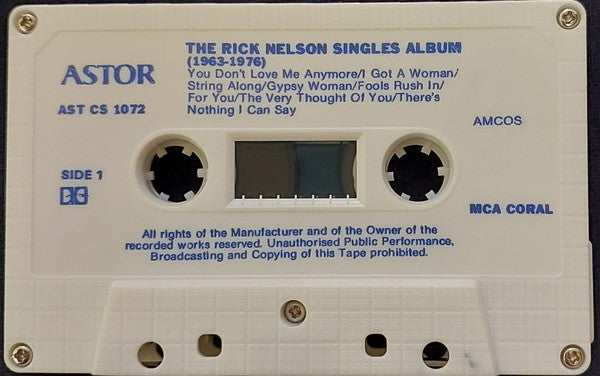 THE RICK NELSON SINGLES ALBUM
(1963-1976)
You Don't Love Me Anymore/I Got A Woman/
String Along/Gypsy Woman/Fools Rush In/
For You/The Very Thought Of You/There's
Nothing I Can Say
ASTOR
AST CS 1072
AMCOS
SIDE 1
MCA CORAL
All rights of the Manufacturer and of the Owner of the
recorded works reserved. Unauthorised Public Performance,
Broadcasting and Copying of this Tape prohibited.